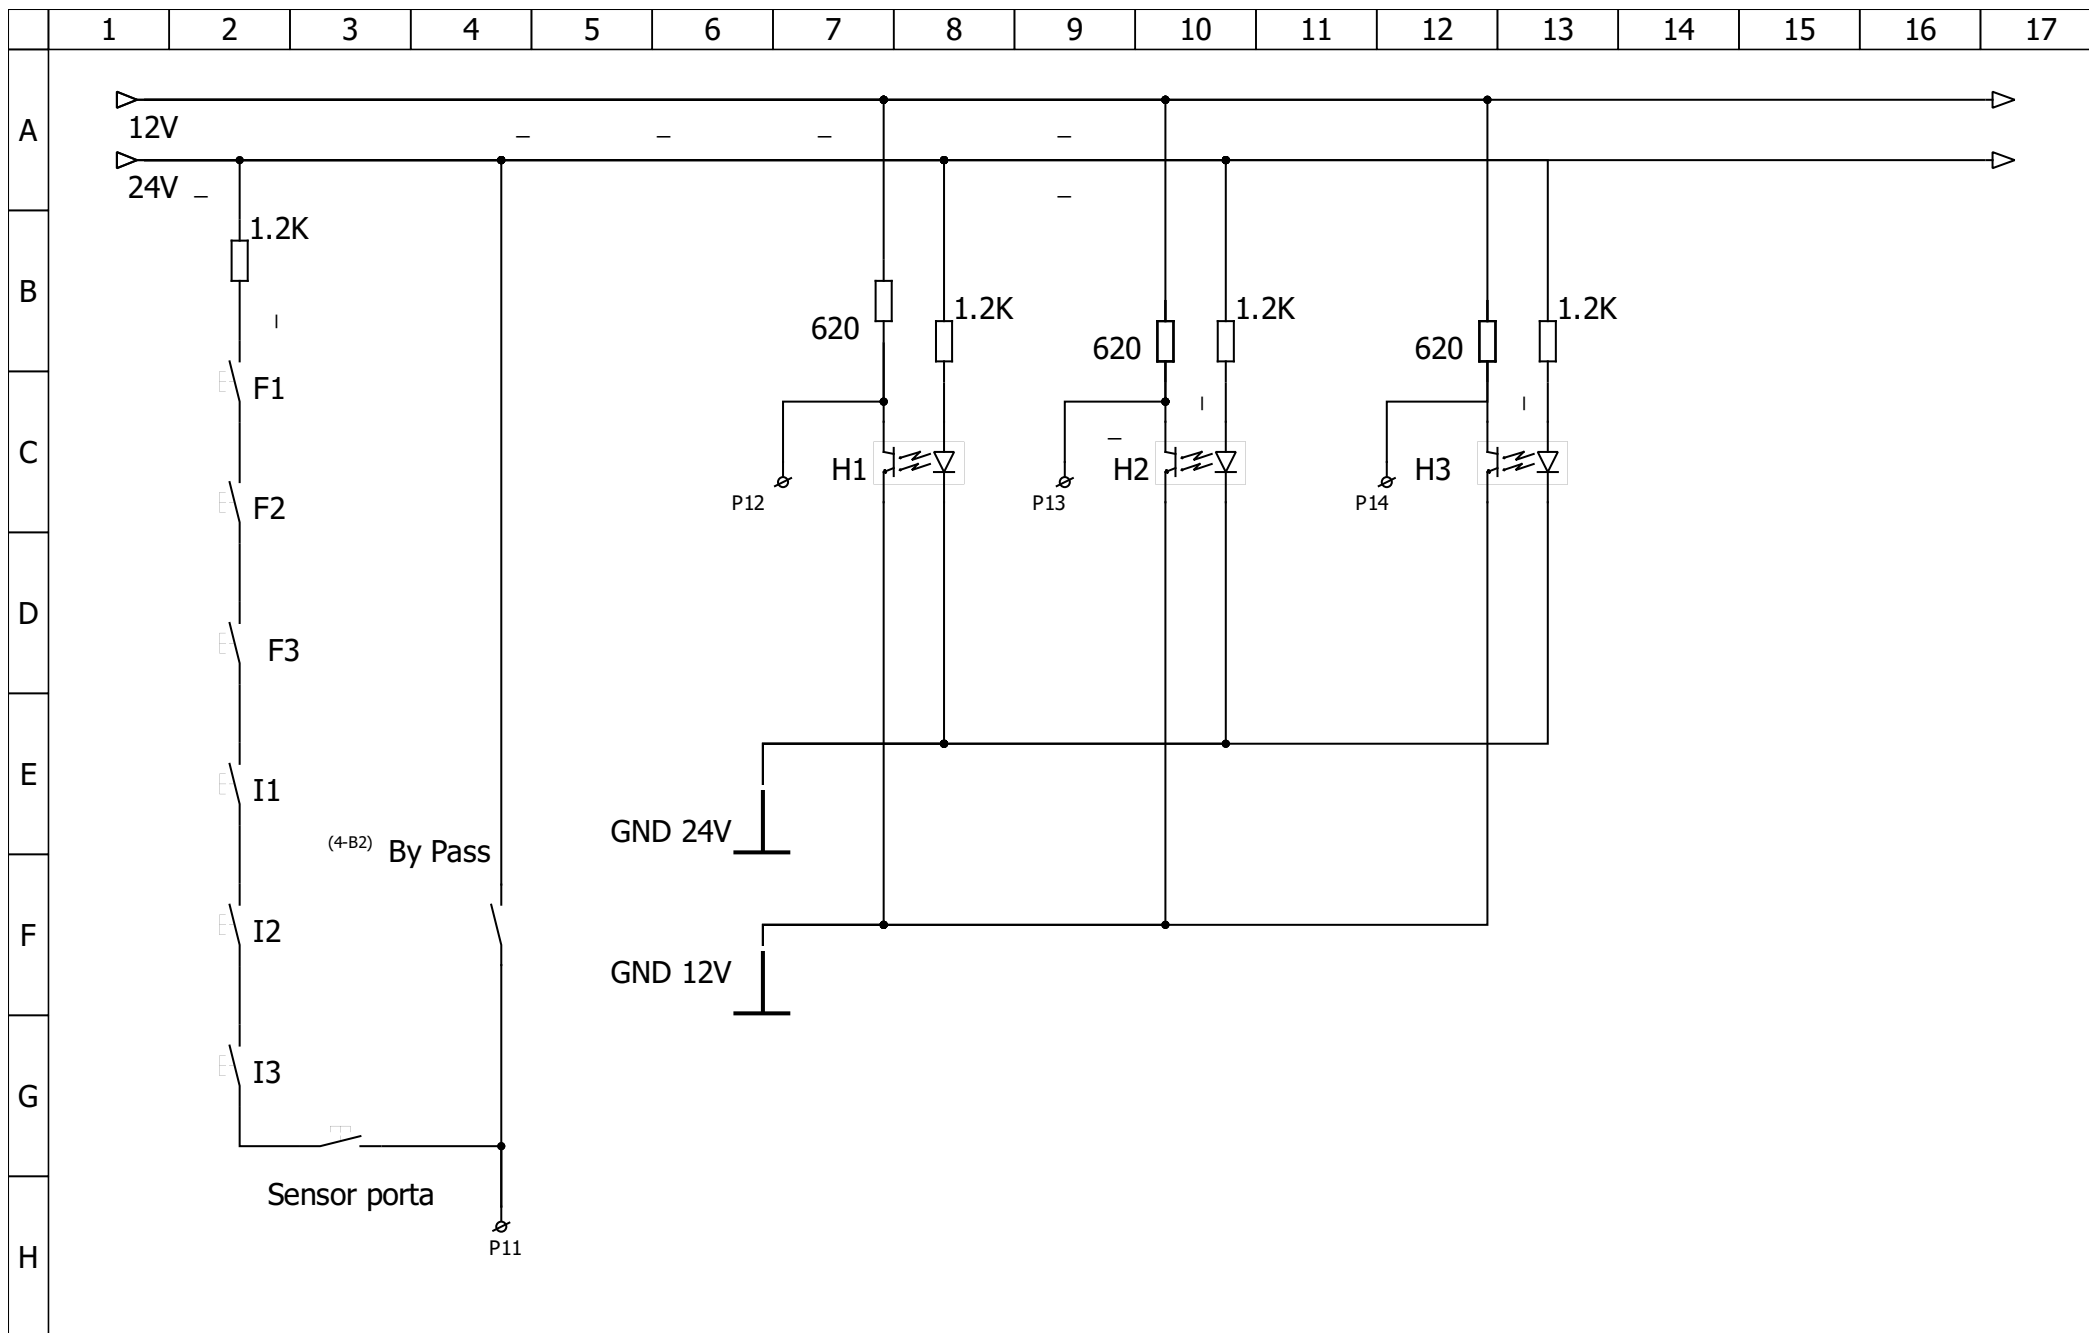 1 2 3 4 5 6 7 8 9 10 11 12 13 14 15 16 17
A
12V
24V
B
1.2K
620
1.2K
620
1.2K
620
1.2K
C
F1
F2
H1
H2
H3
P12
P13
P14
D
F3
E
I1
GND 24V
(4-B2) By Pass
F
I2
GND 12V
G
I3
Sensor porta
H
P11